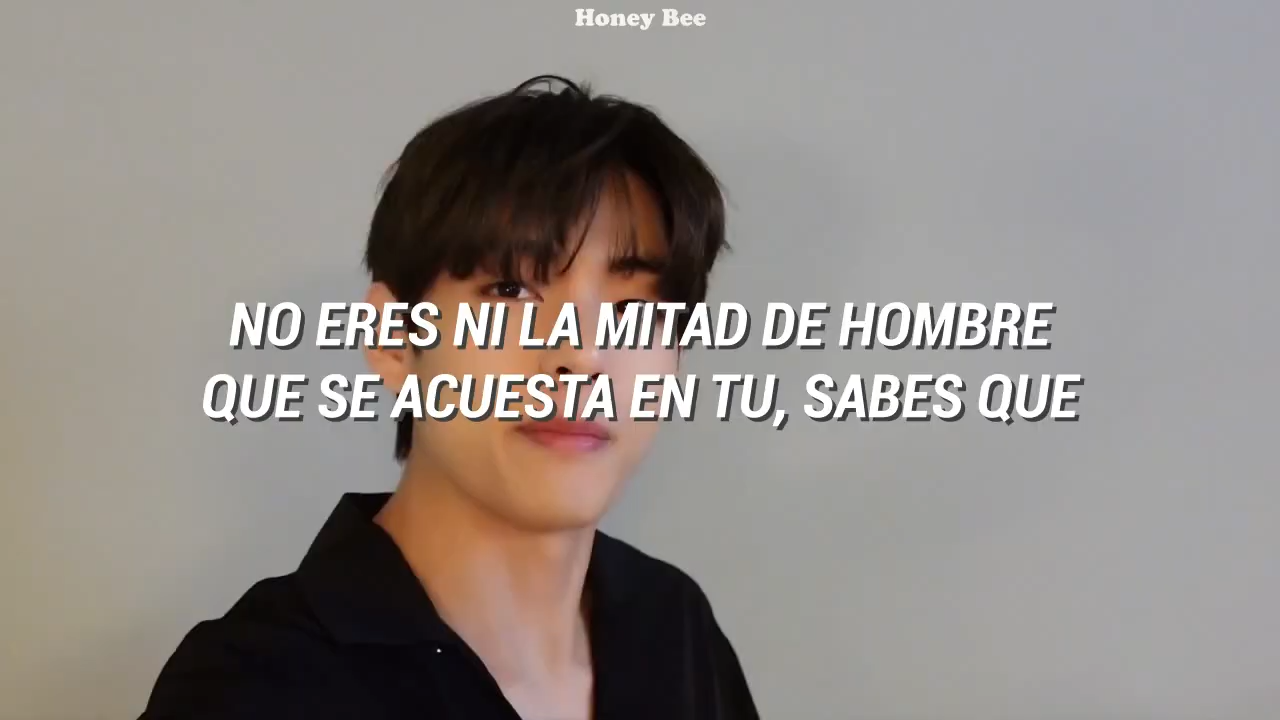 Honey Bee
NO ERES NI LA MITAD DE HOMBRE
QUE SE ACUESTA EN TU, SABES QUE